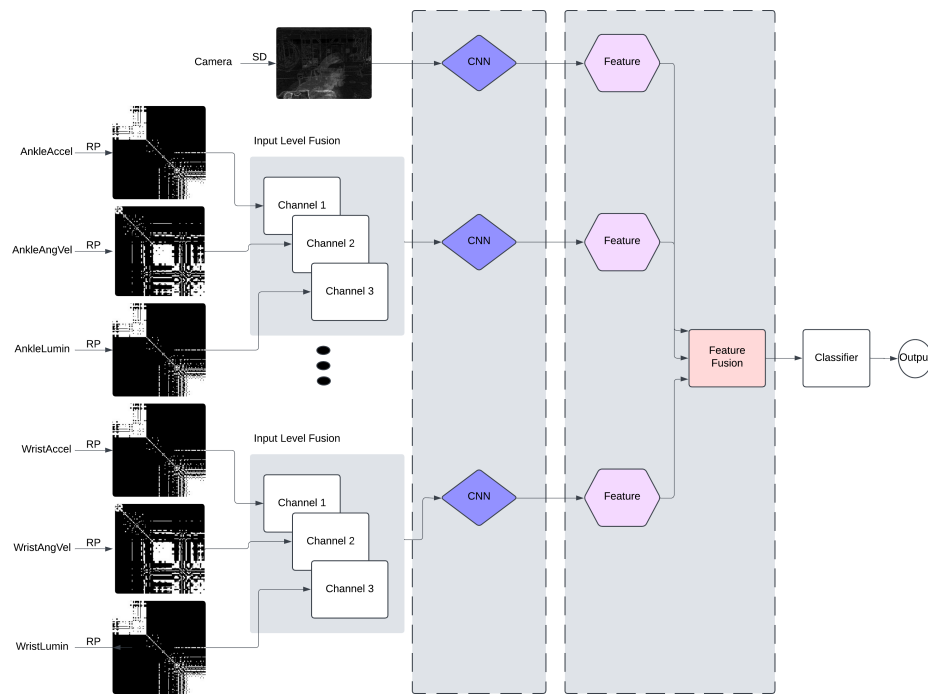 Camera
SD
CNN
Feature
AnkleAccel
RP
Input Level Fusion
Channel 1
AnkleAngVel
RP
Channel 2
CNN
Feature
Channel 3
AnkleLumin
RP
Feature
Fusion
Classifier
Output
WristAccel
RP
Input Level Fusion
Channel 1
CNN
Feature
WristAngVel
RP
Channel 2
Channel 3
WristLumin
RP